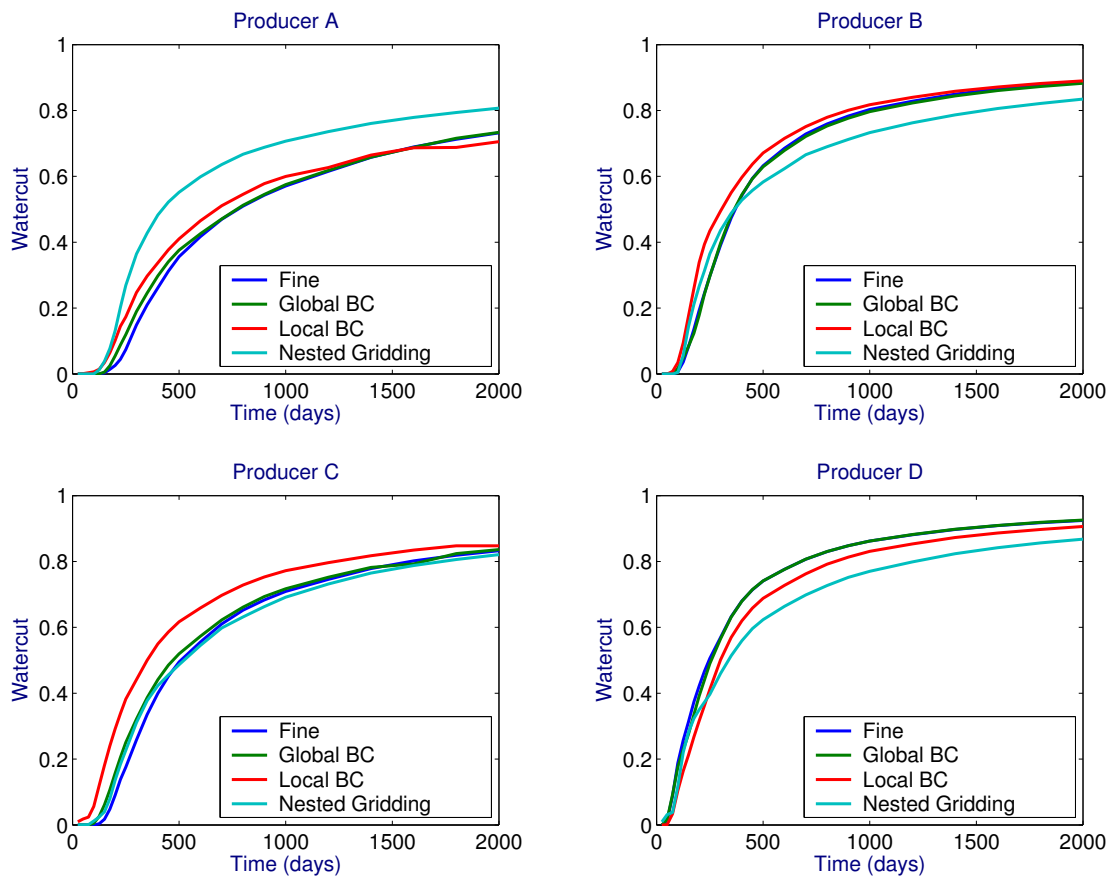 Producer A
1
0.8
0.6
0.4
0.2
0
Watercut
Fine
Global BC
Local BC
Nested Gridding
0 500 1000 1500 2000
Time (days)
Producer B
1
0.8
0.6
0.4
0.2
0
Watercut
Fine
Global BC
Local BC
Nested Gridding
0 500 1000 1500 2000
Time (days)
Producer C
1
0.8
0.6
0.4
0.2
0
Watercut
Fine
Global BC
Local BC
Nested Gridding
0 500 1000 1500 2000
Time (days)
Producer D
1
0.8
0.6
0.4
0.2
0
Watercut
Fine
Global BC
Local BC
Nested Gridding
0 500 1000 1500 2000
Time (days)